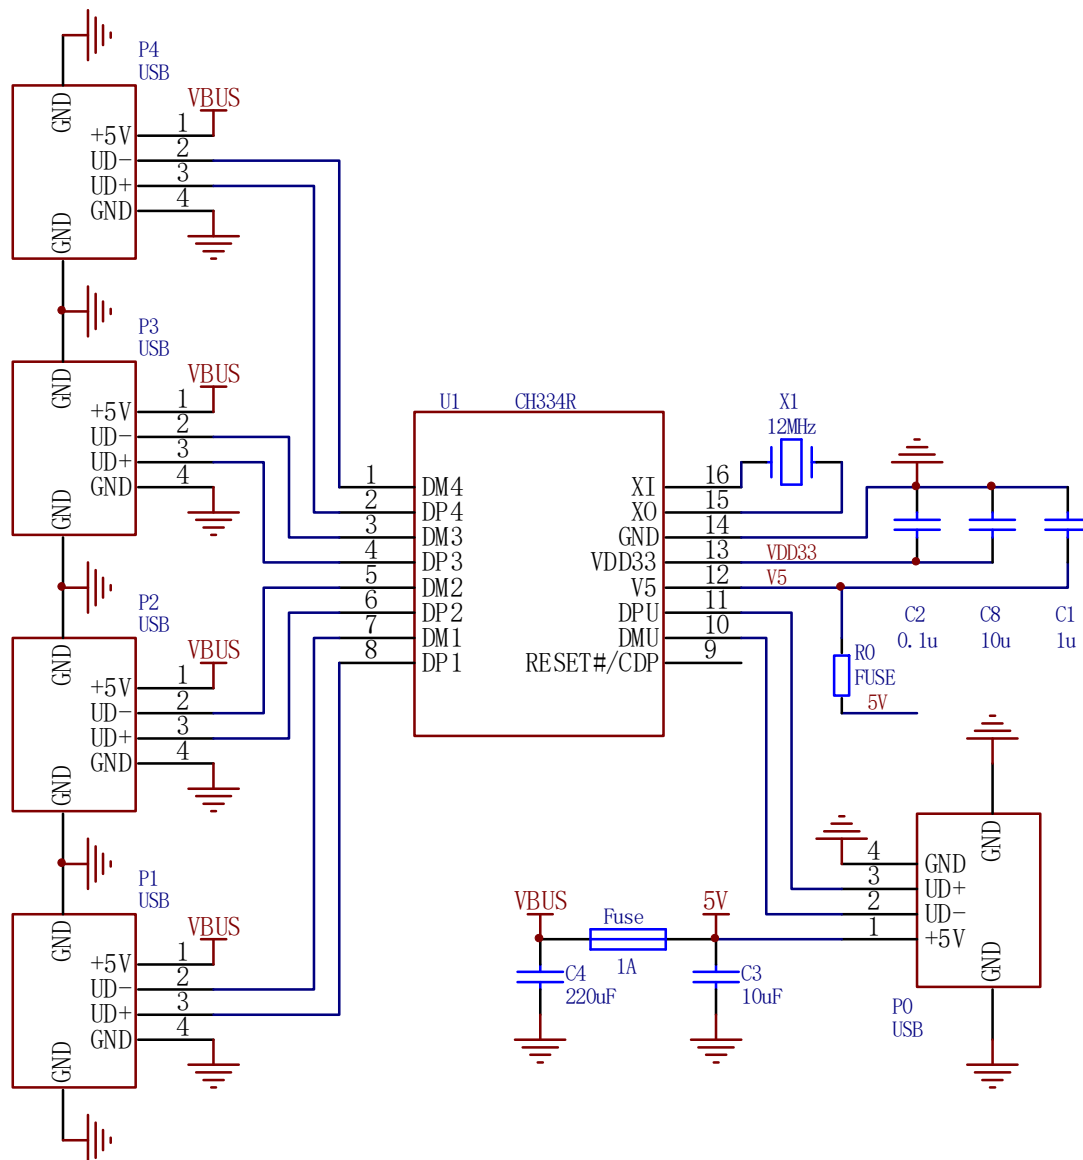 P4
USB
GND
VBUS
+5V 1
UD- 2
UD+ 3
GND 4
GND
P3
USB
GND
VBUS
+5V 1
UD- 2
UD+ 3
GND 4
GND
P2
USB
GND
VBUS
+5V 1
UD- 2
UD+ 3
GND 4
GND
P1
USB
GND
VBUS
+5V 1
UD- 2
UD+ 3
GND 4
GND
U1 CH334R
1 DM4
2 DP4
3 DM3
4 DP3
5 DM2
6 DP2
7 DM1
8 DP1
XI 16
XO 15
GND 14
VDD33 13 VDD33
V5 12 V5
DPU 11
DMU 10
RESET#/CDP 9
X1
12MHz
C2
0.1u
C8
10u
C1
1u
R0
FUSE
5V
GND
4 GND
3 UD+
2 UD-
1 +5V
GND
P0
USB
VBUS
Fuse
1A
5V
C4
220uF
C3
10uF